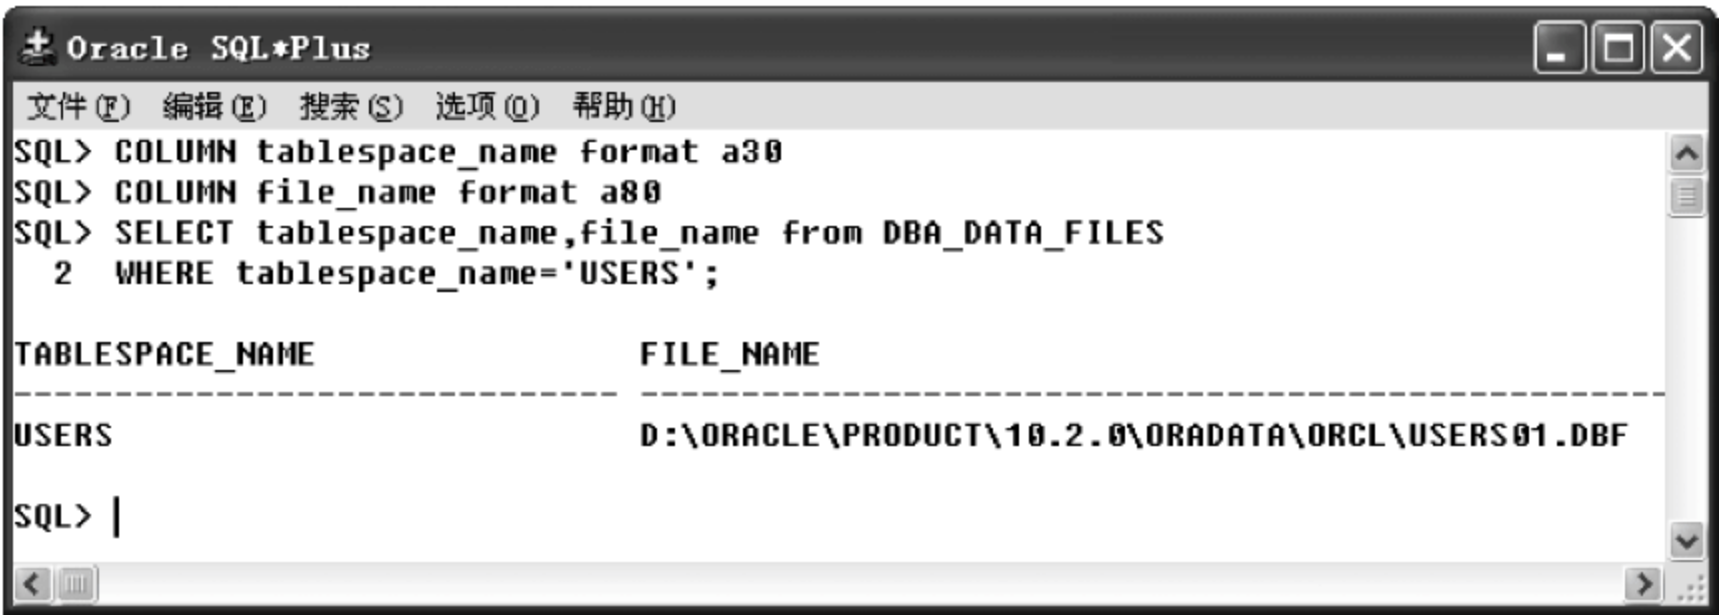 Oracle SQL*Plus
文件(F) 编辑(E) 搜索(S) 选项(O) 帮助(H)
SQL> COLUMN tablespace_name format a30
SQL> COLUMN file_name format a80
SQL> SELECT tablespace_name,file_name from DBA_DATA_FILES
  2  WHERE tablespace_name='USERS';
TABLESPACE_NAME                FILE_NAME
------------------------------ ---------------------------------------------------
USERS                          D:\ORACLE\PRODUCT\10.2.0\ORADATA\ORCL\USERS01.DBF
SQL>